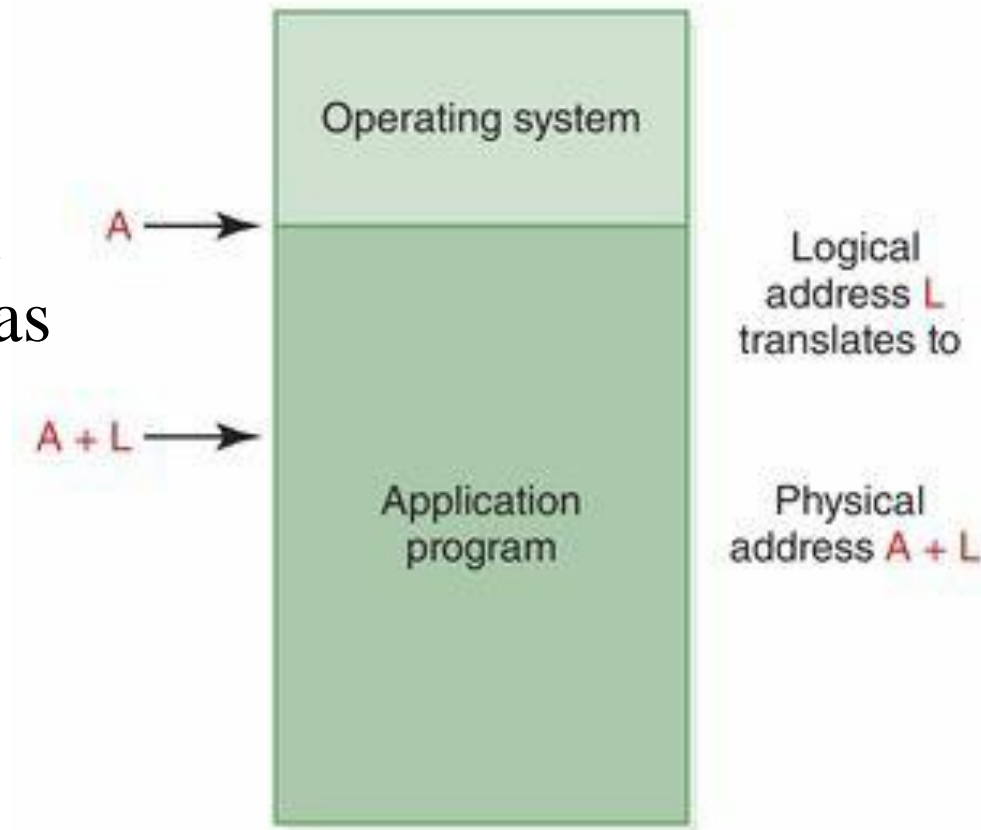 Operating system
A
as
Logical
address L
translates to
A + L
Application
program
Physical
address A + L